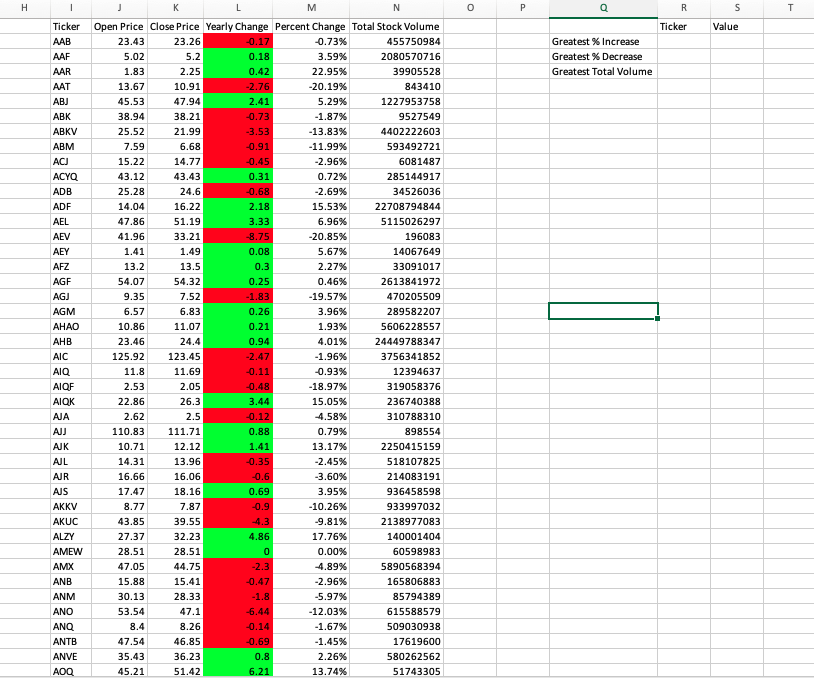 H I J K L M N O P Q R S T
Ticker Open Price Close Price Yearly Change Percent Change Total Stock Volume Ticker Value
AAB 23.43 23.26 -0.17 -0.73% 455750984 Greatest % Increase
AAF 5.02 5.2 0.18 3.59% 2080570716 Greatest % Decrease
AAR 1.83 2.25 0.42 22.95% 39905528 Greatest Total Volume
AAT 13.67 10.91 -2.76 -20.19% 843410
ABJ 45.53 47.94 2.41 5.29% 1227953758
ABK 38.94 38.21 -0.73 -1.87% 9527549
ABKV 25.52 21.99 -3.53 -13.83% 4402222603
ABM 7.59 6.68 -0.91 -11.99% 593492721
ACJ 15.22 14.77 -0.45 -2.96% 6081487
ACYQ 43.12 43.43 0.31 0.72% 285144917
ADB 25.28 24.6 -0.68 -2.69% 34526036
ADF 14.04 16.22 2.18 15.53% 22708794844
AEL 47.86 51.19 3.33 6.96% 5115026297
AEV 41.96 33.21 -8.75 -20.85% 196083
AEY 1.41 1.49 0.08 5.67% 14067649
AFZ 13.2 13.5 0.3 2.27% 33091017
AGF 54.07 54.32 0.25 0.46% 2613841972
AGJ 9.35 7.52 -1.83 -19.57% 470205509
AGM 6.57 6.83 0.26 3.96% 289582207
AHAO 10.86 11.07 0.21 1.93% 5606228557
AHB 23.46 24.4 0.94 4.01% 24449788347
AIC 125.92 123.45 -2.47 -1.96% 3756341852
AIQ 11.8 11.69 -0.11 -0.93% 12394637
AIQF 2.53 2.05 -0.48 -18.97% 319058376
AIQK 22.86 26.3 3.44 15.05% 236740388
AJA 2.62 2.5 -0.12 -4.58% 310788310
AJJ 110.83 111.71 0.88 0.79% 898554
AJK 10.71 12.12 1.41 13.17% 2250415159
AJL 14.31 13.96 -0.35 -2.45% 518107825
AJR 16.66 16.06 -0.6 -3.60% 214083191
AJS 17.47 18.16 0.69 3.95% 936458598
AKKV 8.77 7.87 -0.9 -10.26% 933997032
AKUC 43.85 39.55 -4.3 -9.81% 2138977083
ALZY 27.37 32.23 4.86 17.76% 140001404
AMEW 28.51 28.51 0 0.00% 60598983
AMX 47.05 44.75 -2.3 -4.89% 5890568394
ANB 15.88 15.41 -0.47 -2.96% 165806883
ANM 30.13 28.33 -1.8 -5.97% 85794389
ANO 53.54 47.1 -6.44 -12.03% 615588579
ANQ 8.4 8.26 -0.14 -1.67% 509030938
ANTB 47.54 46.85 -0.69 -1.45% 17619600
ANVE 35.43 36.23 0.8 2.26% 580262562
AOQ 45.21 51.42 6.21 13.74% 51743305